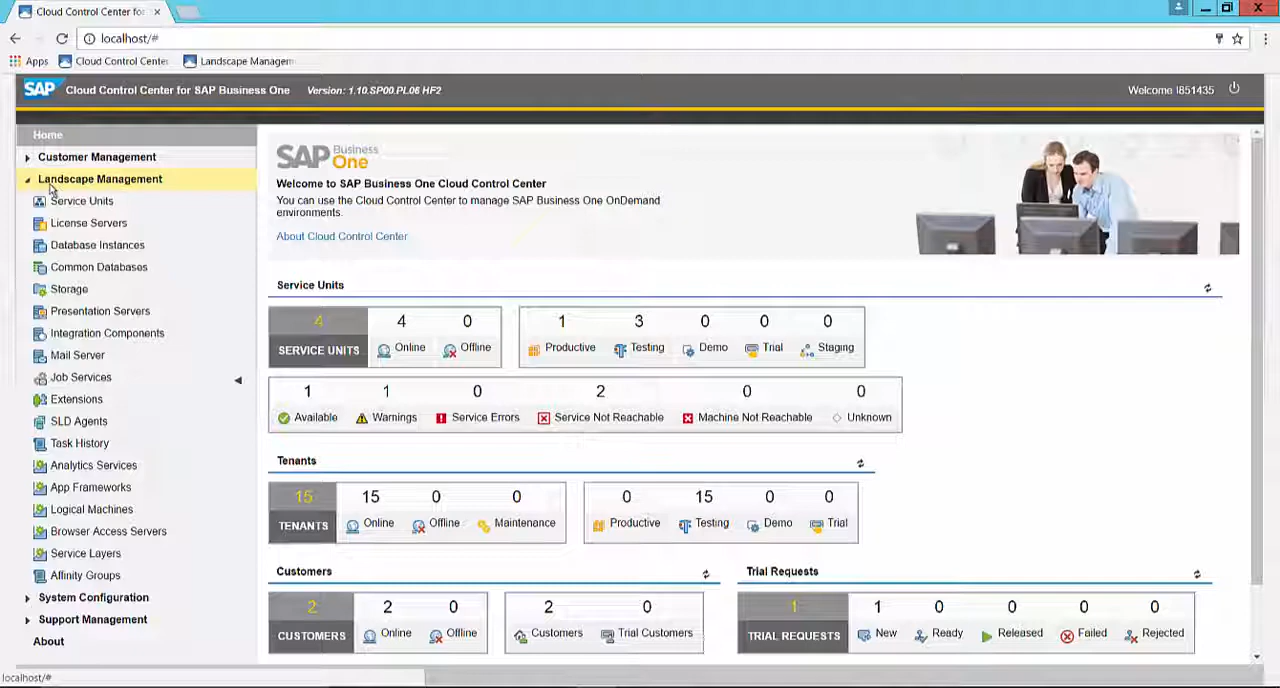 Cloud Control Center fo
localhost/#
Apps Cloud Control Center Landscape Managem
SAP Cloud Control Center for SAP Business One Version: 1.10.SP00.PL06 HF2 Welcome I851435
Home
Customer Management
Landscape Management
Service Units
License Servers
Database Instances
Common Databases
Storage
Presentation Servers
Integration Components
Mail Server
Job Services
Extensions
SLD Agents
Task History
Analytics Services
App Frameworks
Logical Machines
Browser Access Servers
Service Layers
Affinity Groups
System Configuration
Support Management
About
SAP Business One
Welcome to SAP Business One Cloud Control Center
You can use the Cloud Control Center to manage SAP Business One OnDemand
environments.
About Cloud Control Center
Service Units
4 4 0 1 3 0 0 0
SERVICE UNITS Online Offline Productive Testing Demo Trial Staging
1 1 0 2 0 0
Available Warnings Service Errors Service Not Reachable Machine Not Reachable Unknown
Tenants
15 15 0 0 0 15 0 0
TENANTS Online Offline Maintenance Productive Testing Demo Trial
Customers Trial Requests
2 2 0 2 0 1 1 0 0 0 0
CUSTOMERS Online Offline Customers Trial Customers TRIAL REQUESTS New Ready Released Failed Rejected
localhost/#